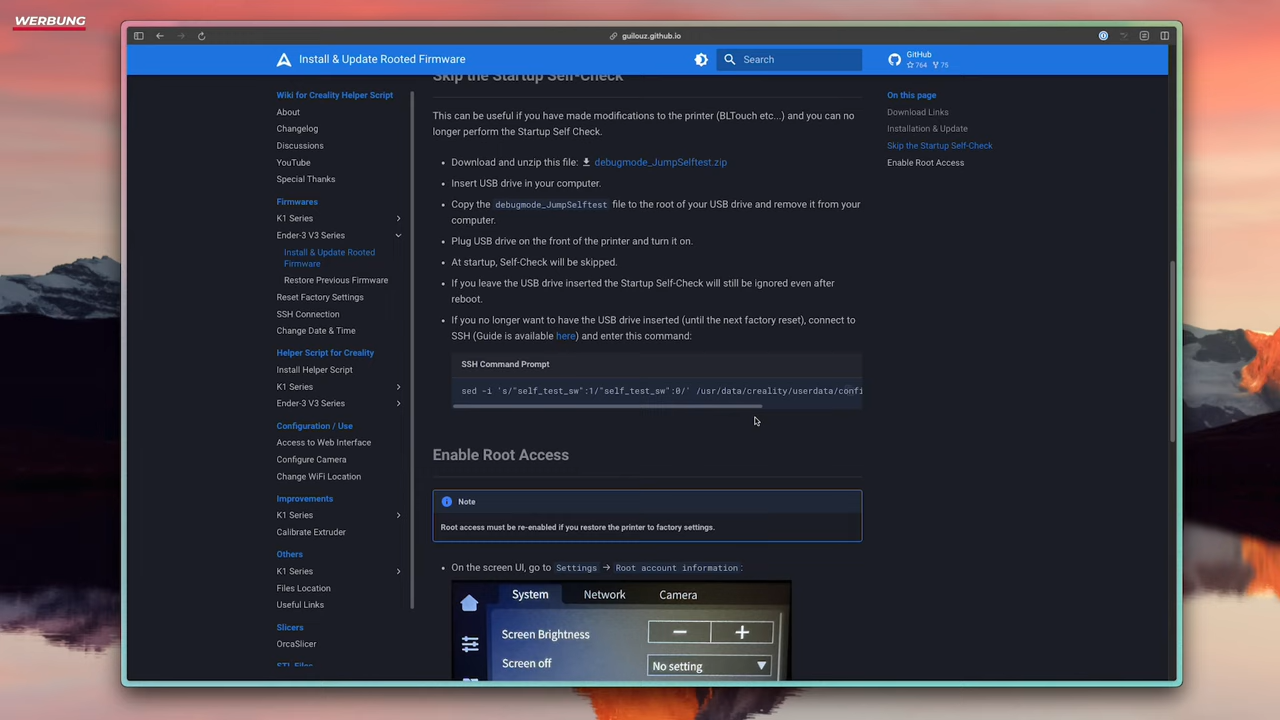 WERBUNG
guilouz.github.io
Install & Update Rooted Firmware
Search
GitHub
764 75
Wiki for Creality Helper Script
About
Changelog
Discussions
YouTube
Special Thanks
Firmwares
K1 Series
Ender-3 V3 Series
Install & Update Rooted
Firmware
Restore Previous Firmware
Reset Factory Settings
SSH Connection
Change Date & Time
Helper Script for Creality
Install Helper Script
K1 Series
Ender-3 V3 Series
Configuration / Use
Access to Web Interface
Configure Camera
Change WiFi Location
Improvements
K1 Series
Calibrate Extruder
Others
K1 Series
Files Location
Useful Links
Slicers
OrcaSlicer
STL Files
Skip the Startup Self-Check
This can be useful if you have made modifications to the printer (BLTouch etc...) and you can no
longer perform the Startup Self Check.
Download and unzip this file: debugmode_JumpSelftest.zip
Insert USB drive in your computer.
Copy the debugmode_JumpSelftest file to the root of your USB drive and remove it from your
computer.
Plug USB drive on the front of the printer and turn it on.
At startup, Self-Check will be skipped.
If you leave the USB drive inserted the Startup Self-Check will still be ignored even after
reboot.
If you no longer want to have the USB drive inserted (until the next factory reset), connect to
SSH (Guide is available here) and enter this command:
SSH Command Prompt
sed -i 's/"self_test_sw":1/"self_test_sw":0/' /usr/data/creality/userdata/confi
Enable Root Access
Note
Root access must be re-enabled if you restore the printer to factory settings.
On the screen UI, go to Settings → Root account information:
System Network Camera
Screen Brightness − +
Screen off No setting
On this page
Download Links
Installation & Update
Skip the Startup Self-Check
Enable Root Access